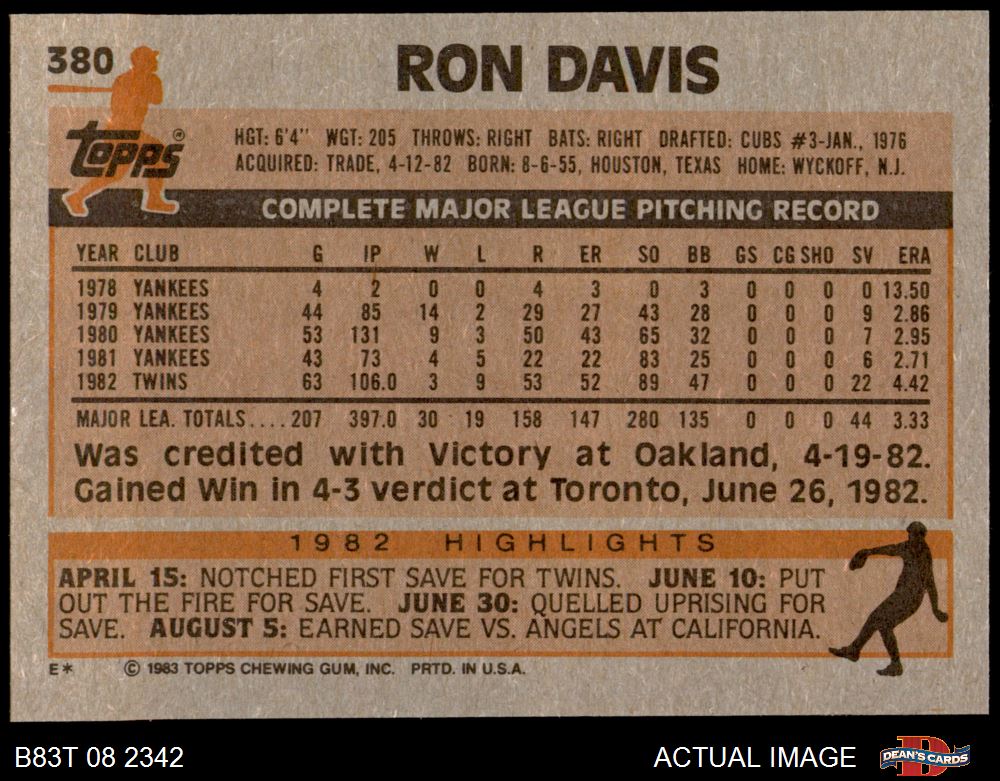 380 RON DAVIS
Topps®
HGT: 6'4" WGT: 205 THROWS: RIGHT BATS: RIGHT DRAFTED: CUBS #3-JAN., 1976
ACQUIRED: TRADE, 4-12-82 BORN: 8-6-55, HOUSTON, TEXAS HOME: WYCKOFF, N.J.
COMPLETE MAJOR LEAGUE PITCHING RECORD
YEAR CLUB G IP W L R ER SO BB GS CG SHO SV ERA
1978 YANKEES 4 2 0 0 4 3 0 3 0 0 0 0 13.50
1979 YANKEES 44 85 14 2 29 27 43 28 0 0 0 9 2.86
1980 YANKEES 53 131 9 3 50 43 65 32 0 0 0 7 2.95
1981 YANKEES 43 73 4 5 22 22 83 25 0 0 0 6 2.71
1982 TWINS 63 106.0 3 9 53 52 89 47 0 0 0 22 4.42
MAJOR LEA. TOTALS.... 207 397.0 30 19 158 147 280 135 0 0 0 44 3.33
Was credited with Victory at Oakland, 4-19-82.
Gained Win in 4-3 verdict at Toronto, June 26, 1982.
1982 HIGHLIGHTS
APRIL 15: NOTCHED FIRST SAVE FOR TWINS. JUNE 10: PUT
OUT THE FIRE FOR SAVE. JUNE 30: QUELLED UPRISING FOR
SAVE. AUGUST 5: EARNED SAVE VS. ANGELS AT CALIFORNIA.
E* © 1983 TOPPS CHEWING GUM, INC. PRTD. IN U.S.A.
B83T 08 2342 ACTUAL IMAGE DEAN'S CARDS